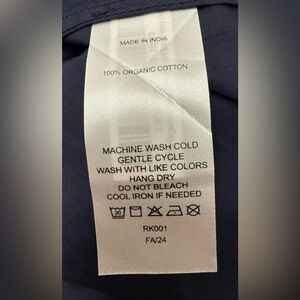 MADE IN INDIA
100% ORGANIC COTTON
MACHINE WASH COLD
GENTLE CYCLE
WASH WITH LIKE COLORS
HANG DRY
DO NOT BLEACH
COOL IRON IF NEEDED
30
RK001
FA/24